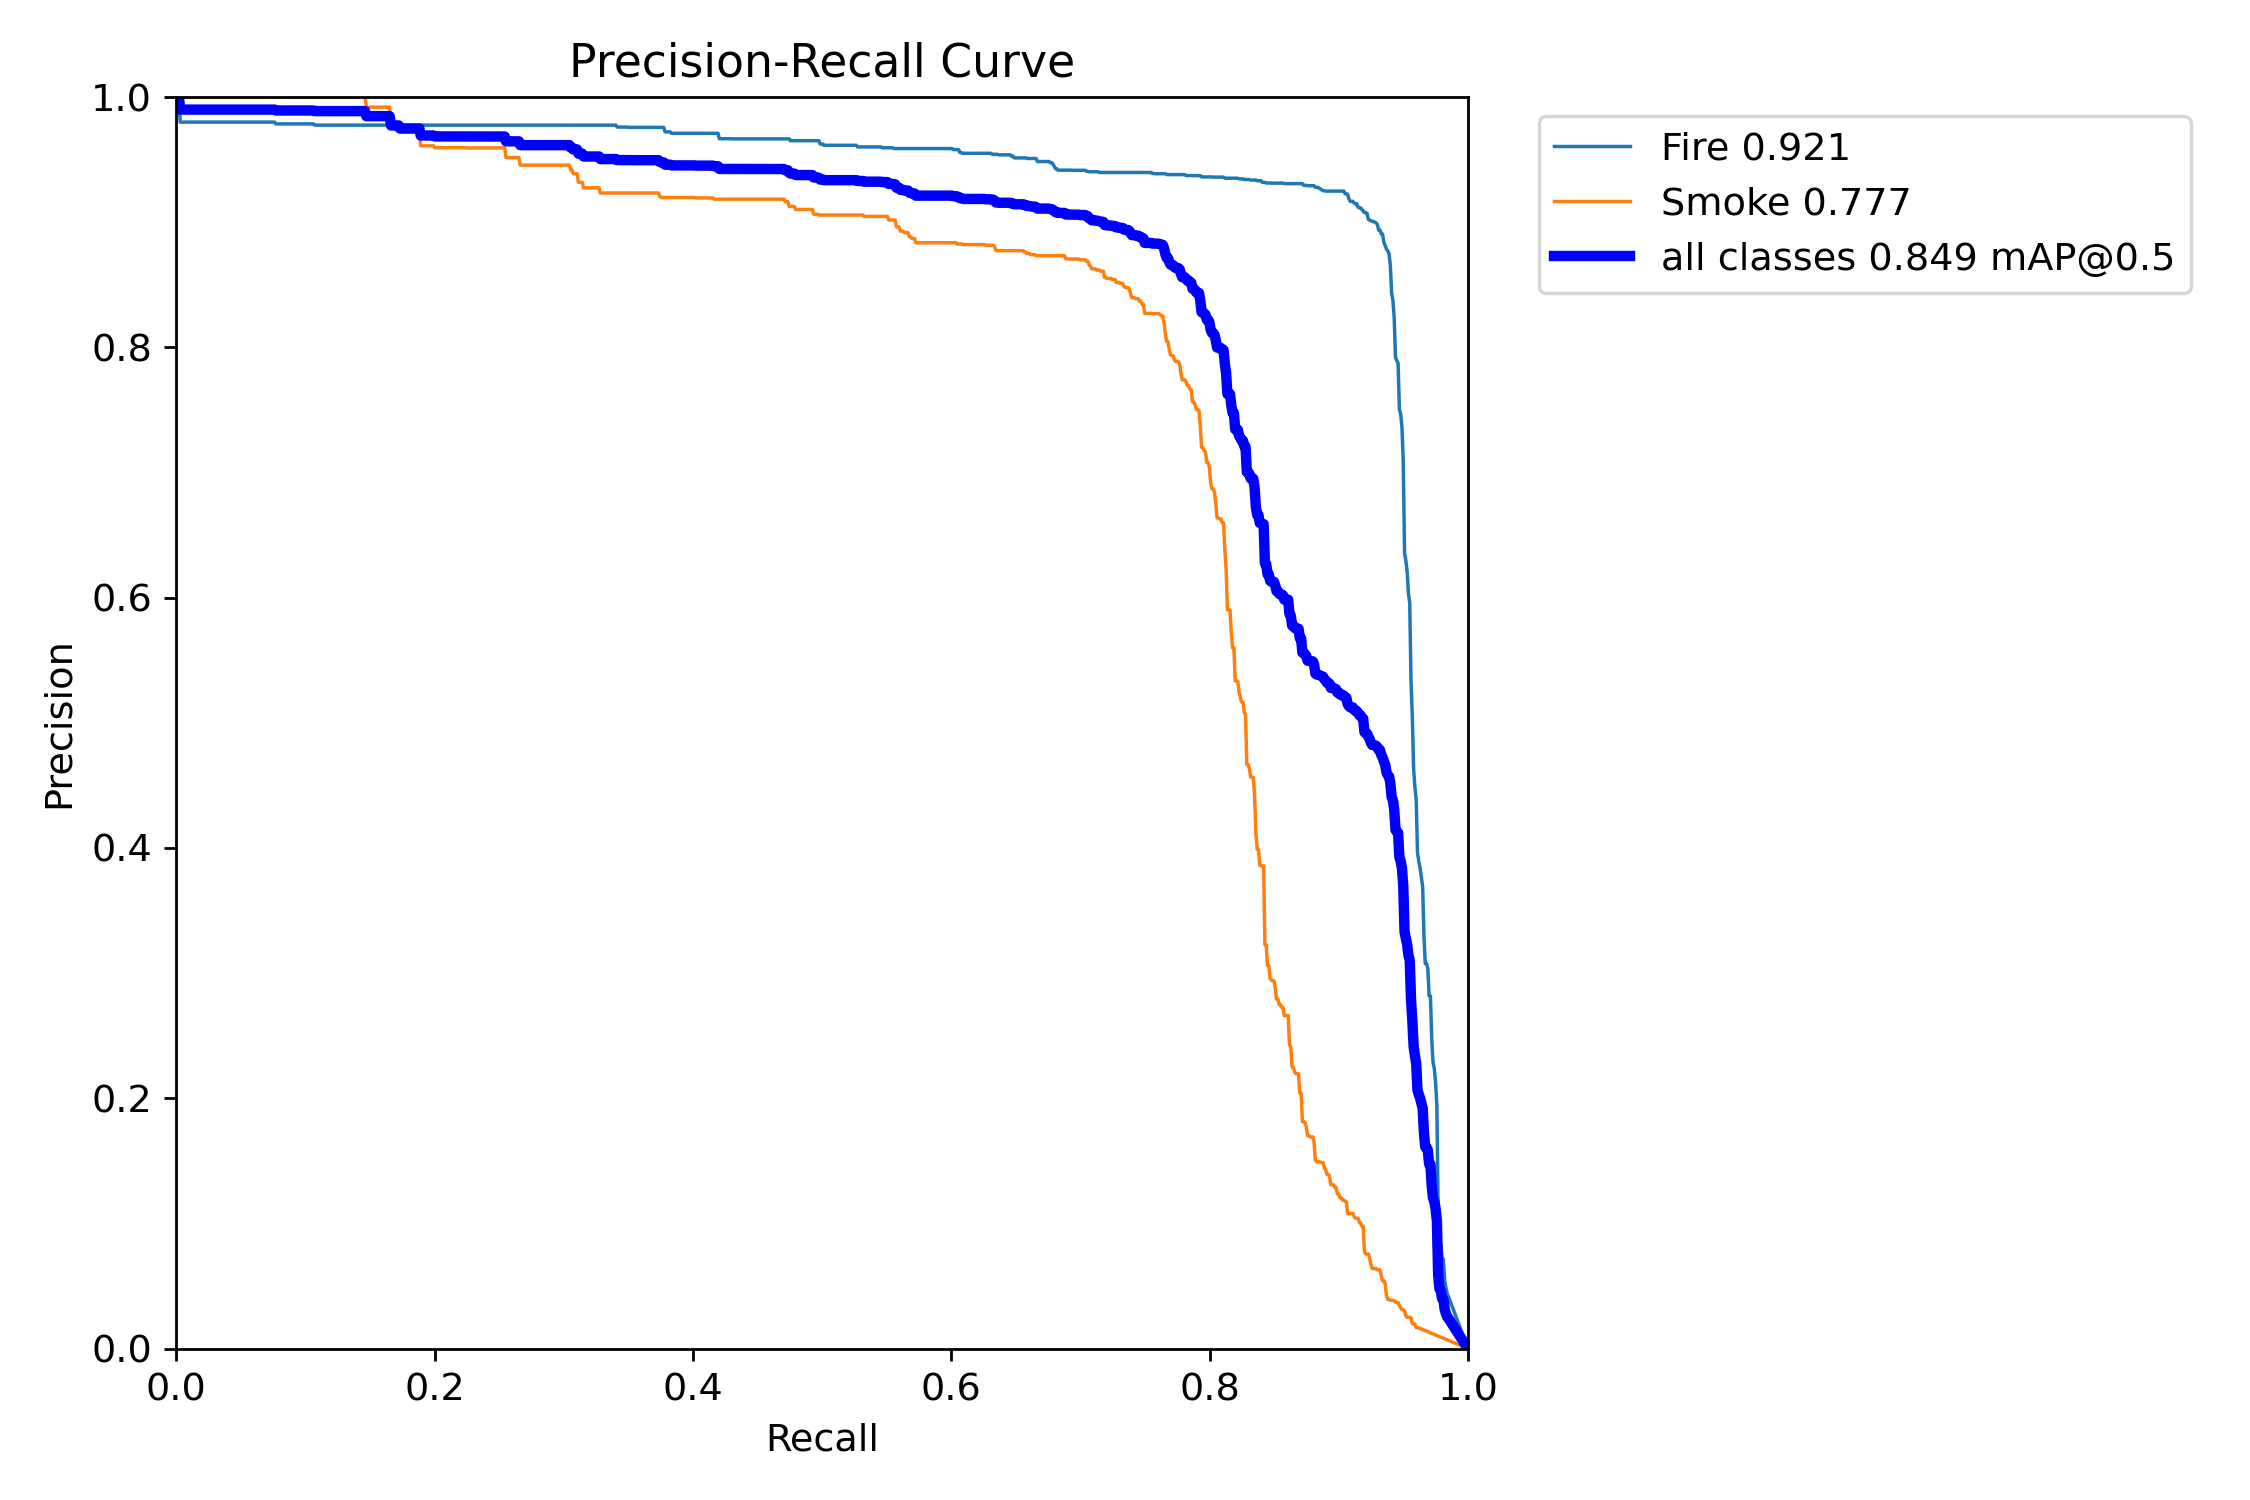 Precision-Recall Curve
1.0
0.8
0.6
0.4
0.2
0.0
Precision
0.0 0.2 0.4 0.6 0.8 1.0
Recall
Fire 0.921
Smoke 0.777
all classes 0.849 mAP@0.5